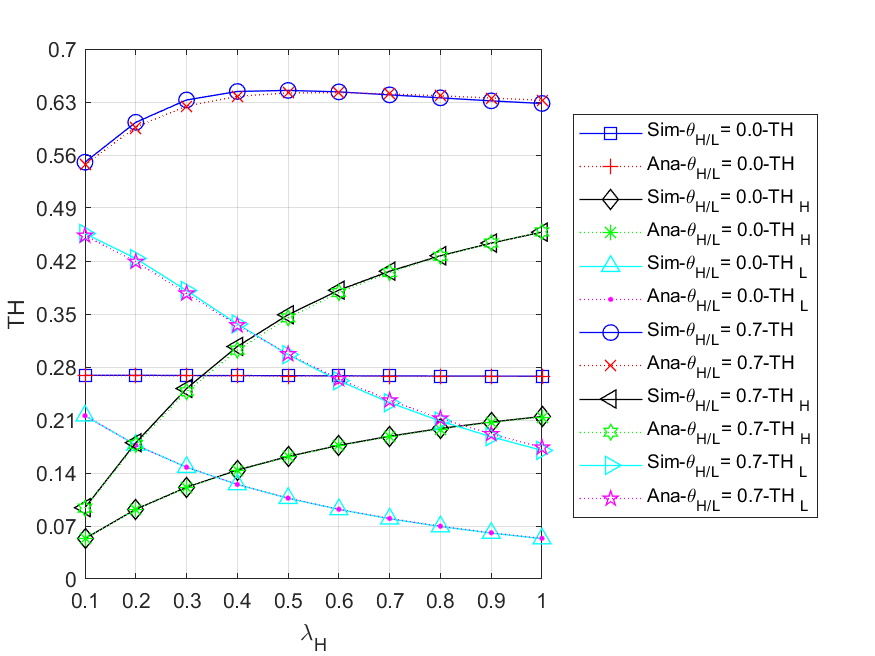 0.7
0.63
0.56
0.49
0.42
0.35
0.28
0.21
0.14
0.07
0
TH
0.1 0.2 0.3 0.4 0.5 0.6 0.7 0.8 0.9 1
λH
Sim-θH/L= 0.0-TH
Ana-θH/L= 0.0-TH
Sim-θH/L= 0.0-TH H
Ana-θH/L= 0.0-TH H
Sim-θH/L= 0.0-TH L
Ana-θH/L= 0.0-TH L
Sim-θH/L= 0.7-TH
Ana-θH/L= 0.7-TH
Sim-θH/L= 0.7-TH H
Ana-θH/L= 0.7-TH H
Sim-θH/L= 0.7-TH L
Ana-θH/L= 0.7-TH L